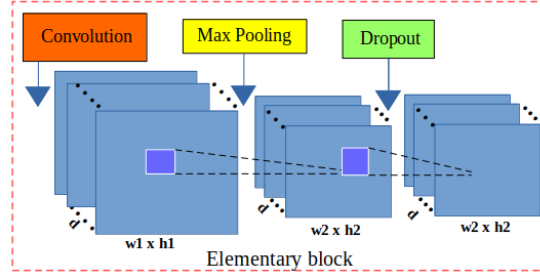 Convolution
Max Pooling
Dropout
d
d
d
w1 x h1
w2 x h2
w2 x h2
Elementary block